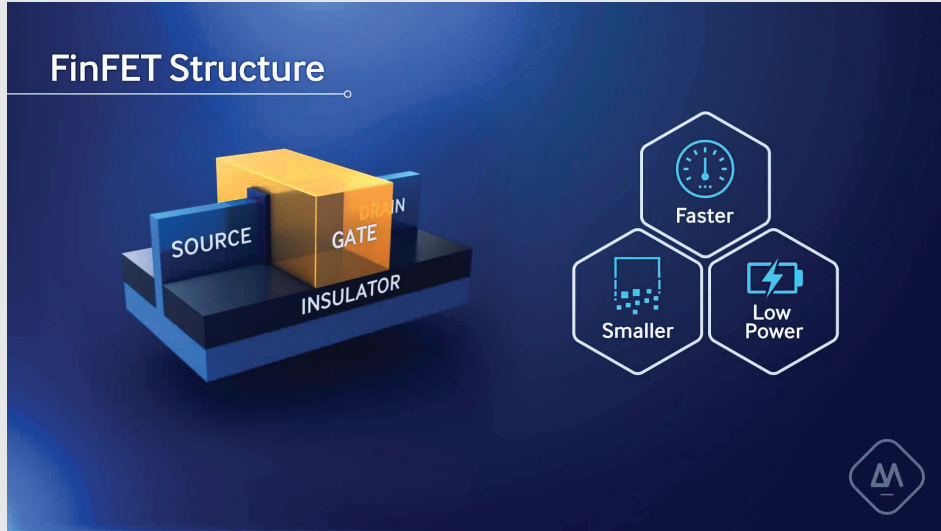 FinFET Structure
SOURCE
GATE
DRAIN
INSULATOR
Faster
Smaller
Low
Power